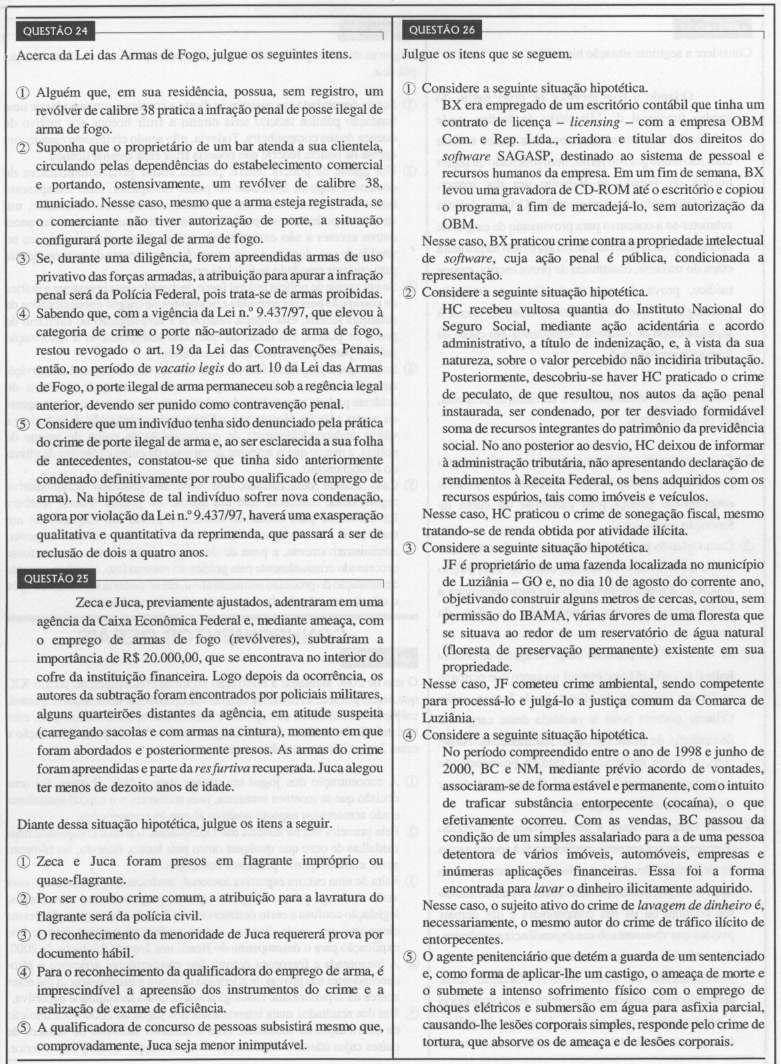 QUESTÃO 24
Acerca da Lei das Armas de Fogo, julgue os seguintes itens.
① Alguém que, em sua residência, possua, sem registro, um
revólver de calibre 38 pratica a infração penal de posse ilegal de
arma de fogo.
② Suponha que o proprietário de um bar atenda a sua clientela,
circulando pelas dependências do estabelecimento comercial
e portando, ostensivamente, um revólver de calibre 38,
municiado. Nesse caso, mesmo que a arma esteja registrada, se
o comerciante não tiver autorização de porte, a situação
configurará porte ilegal de arma de fogo.
③ Se, durante uma diligência, forem apreendidas armas de uso
privativo das forças armadas, a atribuição para apurar a infração
penal será da Polícia Federal, pois trata-se de armas proibidas.
④ Sabendo que, com a vigência da Lei n.º 9.437/97, que elevou à
categoria de crime o porte não-autorizado de arma de fogo,
restou revogado o art. 19 da Lei das Contravenções Penais,
então, no período de vacatio legis do art. 10 da Lei das Armas
de Fogo, o porte ilegal de arma permaneceu sob a regência legal
anterior, devendo ser punido como contravenção penal.
⑤ Considere que um indivíduo tenha sido denunciado pela prática
do crime de porte ilegal de arma e, ao ser esclarecida a sua folha
de antecedentes, constatou-se que tinha sido anteriormente
condenado definitivamente por roubo qualificado (emprego de
arma). Na hipótese de tal indivíduo sofrer nova condenação,
agora por violação da Lei n.º 9.437/97, haverá uma exasperação
qualitativa e quantitativa da reprimenda, que passará a ser de
reclusão de dois a quatro anos.
QUESTÃO 25
Zeca e Juca, previamente ajustados, adentraram em uma
agência da Caixa Econômica Federal e, mediante ameaça, com
o emprego de armas de fogo (revólveres), subtraíram a
importância de R$ 20.000,00, que se encontrava no interior do
cofre da instituição financeira. Logo depois da ocorrência, os
autores da subtração foram encontrados por policiais militares,
alguns quarteirões distantes da agência, em atitude suspeita
(carregando sacolas e com armas na cintura), momento em que
foram abordados e posteriormente presos. As armas do crime
foram apreendidas e parte da res furtiva recuperada. Juca alegou
ter menos de dezoito anos de idade.
Diante dessa situação hipotética, julgue os itens a seguir.
① Zeca e Juca foram presos em flagrante impróprio ou
quase-flagrante.
② Por ser o roubo crime comum, a atribuição para a lavratura do
flagrante será da polícia civil.
③ O reconhecimento da menoridade de Juca requererá prova por
documento hábil.
④ Para o reconhecimento da qualificadora do emprego de arma, é
imprescindível a apreensão dos instrumentos do crime e a
realização de exame de eficiência.
⑤ A qualificadora de concurso de pessoas subsistirá mesmo que,
comprovadamente, Juca seja menor inimputável.
QUESTÃO 26
Julgue os itens que se seguem.
① Considere a seguinte situação hipotética.
BX era empregado de um escritório contábil que tinha um
contrato de licença – licensing – com a empresa OBM
Com. e Rep. Ltda., criadora e titular dos direitos do
software SAGASP, destinado ao sistema de pessoal e
recursos humanos da empresa. Em um fim de semana, BX
levou uma gravadora de CD-ROM até o escritório e copiou
o programa, a fim de mercadejá-lo, sem autorização da
OBM.
Nesse caso, BX praticou crime contra a propriedade intelectual
de software, cuja ação penal é pública, condicionada a
representação.
② Considere a seguinte situação hipotética.
HC recebeu vultosa quantia do Instituto Nacional do
Seguro Social, mediante ação acidentária e acordo
administrativo, a título de indenização, e, à vista da sua
natureza, sobre o valor percebido não incidiria tributação.
Posteriormente, descobriu-se haver HC praticado o crime
de peculato, de que resultou, nos autos da ação penal
instaurada, ser condenado, por ter desviado formidável
soma de recursos integrantes do patrimônio da previdência
social. No ano posterior ao desvio, HC deixou de informar
à administração tributária, não apresentando declaração de
rendimentos à Receita Federal, os bens adquiridos com os
recursos espúrios, tais como imóveis e veículos.
Nesse caso, HC praticou o crime de sonegação fiscal, mesmo
tratando-se de renda obtida por atividade ilícita.
③ Considere a seguinte situação hipotética.
JF é proprietário de uma fazenda localizada no município
de Luziânia – GO e, no dia 10 de agosto do corrente ano,
objetivando construir alguns metros de cercas, cortou, sem
permissão do IBAMA, várias árvores de uma floresta que
se situava ao redor de um reservatório de água natural
(floresta de preservação permanente) existente em sua
propriedade.
Nesse caso, JF cometeu crime ambiental, sendo competente
para processá-lo e julgá-lo a justiça comum da Comarca de
Luziânia.
④ Considere a seguinte situação hipotética.
No período compreendido entre o ano de 1998 e junho de
2000, BC e NM, mediante prévio acordo de vontades,
associaram-se de forma estável e permanente, com o intuito
de traficar substância entorpecente (cocaína), o que
efetivamente ocorreu. Com as vendas, BC passou da
condição de um simples assalariado para a de uma pessoa
detentora de vários imóveis, automóveis, empresas e
inúmeras aplicações financeiras. Essa foi a forma
encontrada para lavar o dinheiro ilicitamente adquirido.
Nesse caso, o sujeito ativo do crime de lavagem de dinheiro é,
necessariamente, o mesmo autor do crime de tráfico ilícito de
entorpecentes.
⑤ O agente penitenciário que detém a guarda de um sentenciado
e, como forma de aplicar-lhe um castigo, o ameaça de morte e
o submete a intenso sofrimento físico com o emprego de
choques elétricos e submersão em água para asfixia parcial,
causando-lhe lesões corporais simples, responde pelo crime de
tortura, que absorve os de ameaça e de lesões corporais.